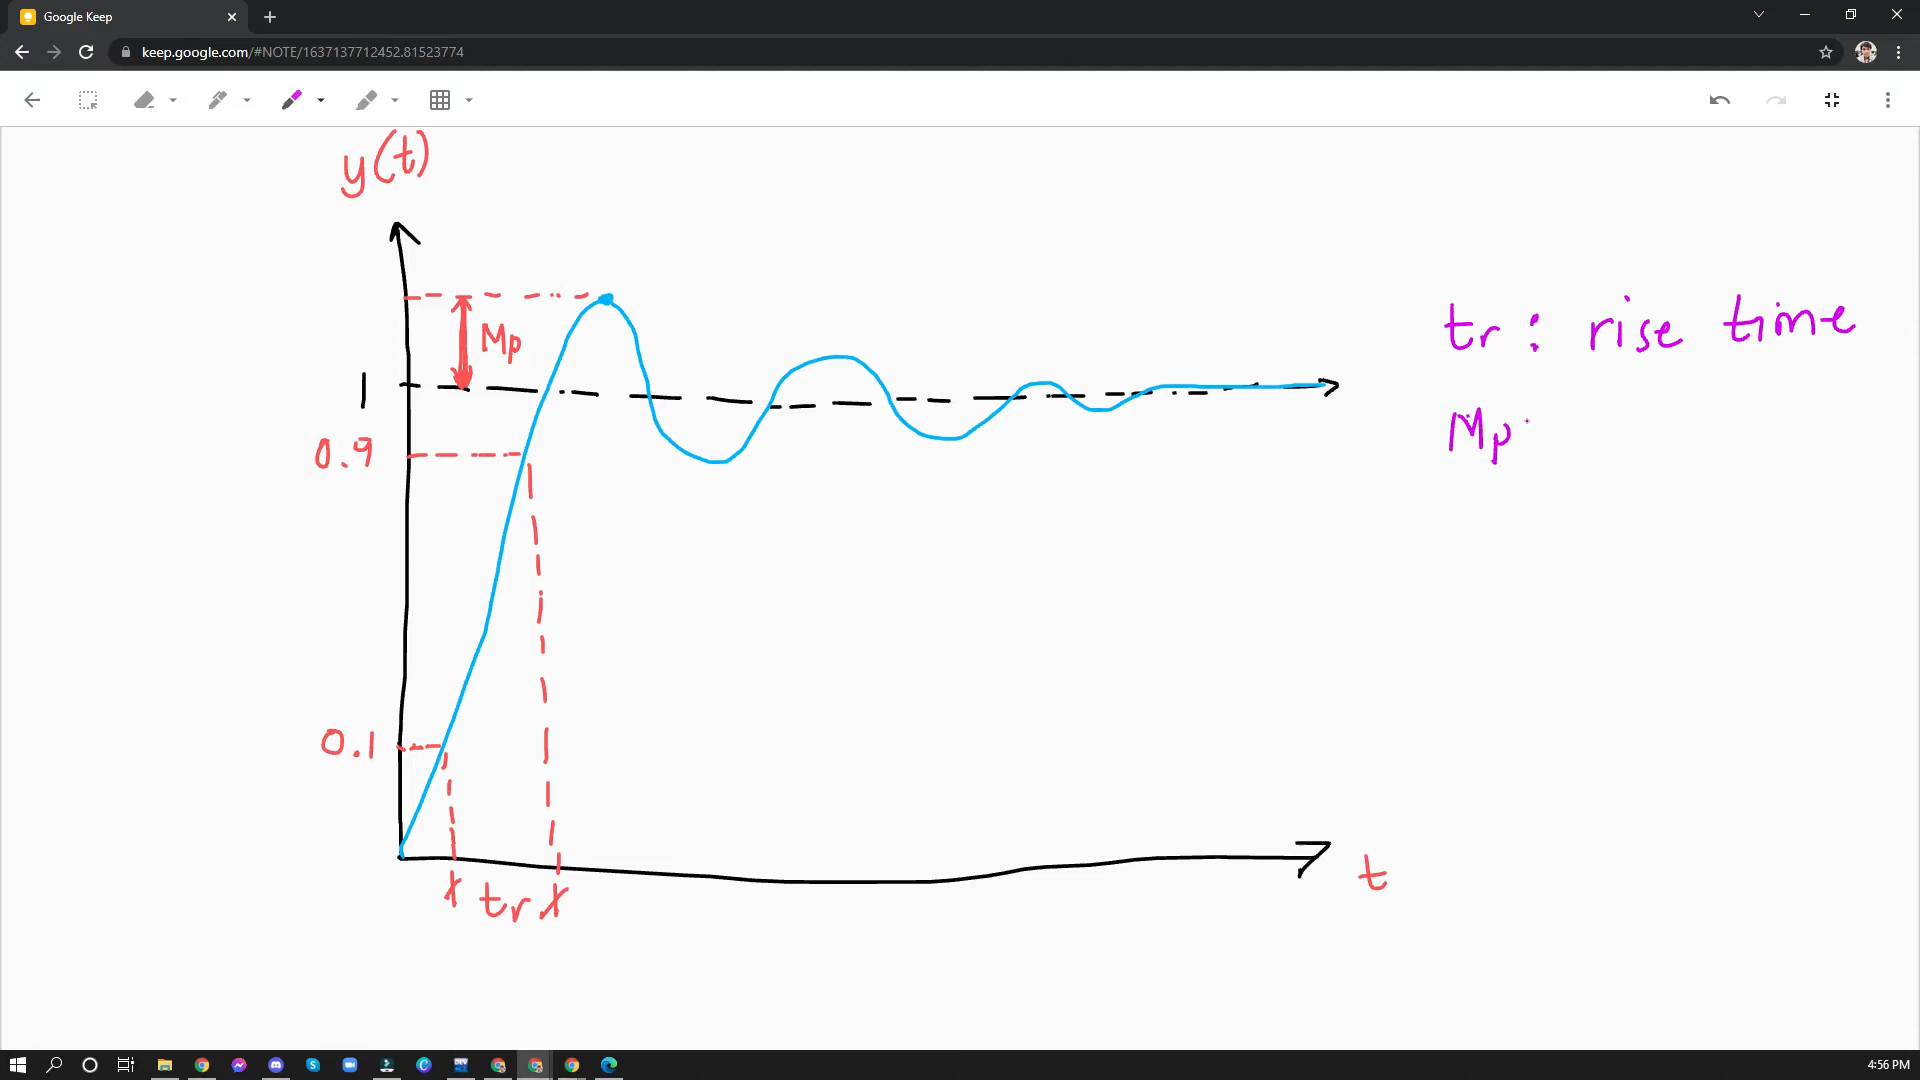 Google Keep
keep.google.com/#NOTE/1637137712452.81523774
y(t)
Mp
1
0.9
0.1
tr
t
tr : rise time
Mp
4:56 PM